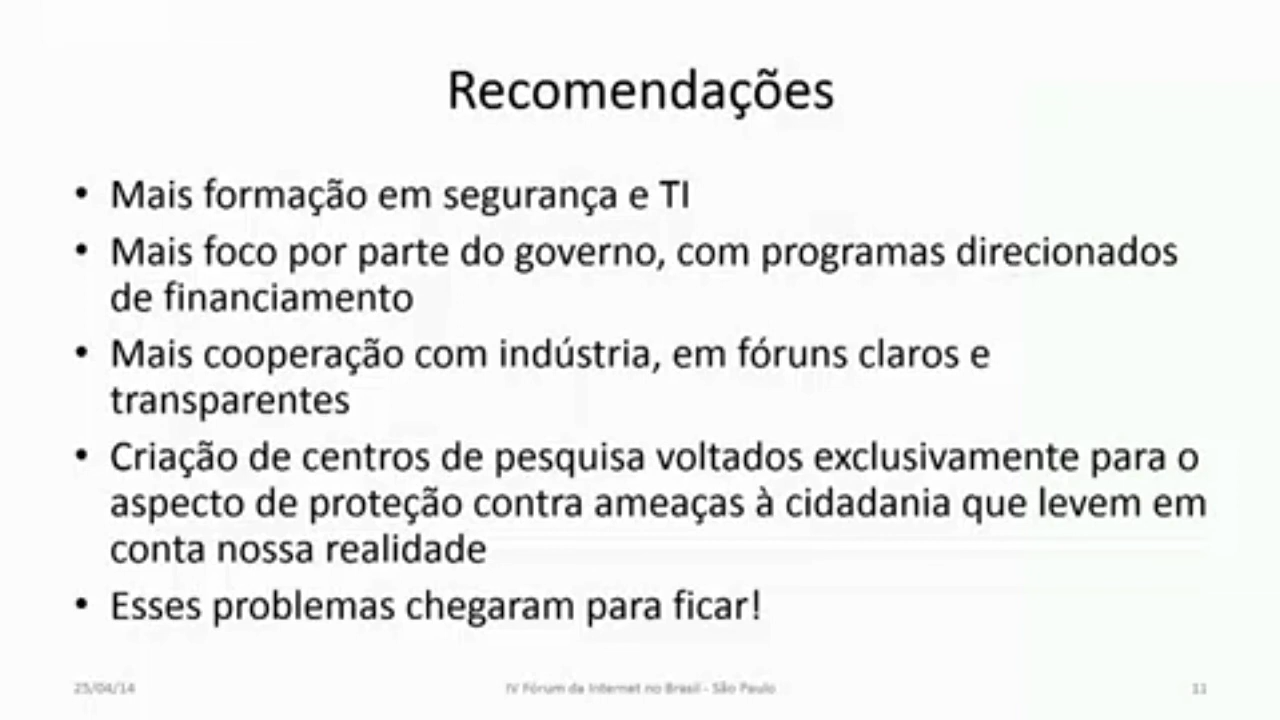 Recomendações
• Mais formação em segurança e TI
• Mais foco por parte do governo, com programas direcionados
de financiamento
• Mais cooperação com indústria, em fóruns claros e
transparentes
• Criação de centros de pesquisa voltados exclusivamente para o
aspecto de proteção contra ameaças à cidadania que levem em
conta nossa realidade
• Esses problemas chegaram para ficar!
25/04/14
IV Fórum da Internet no Brasil - São Paulo
11